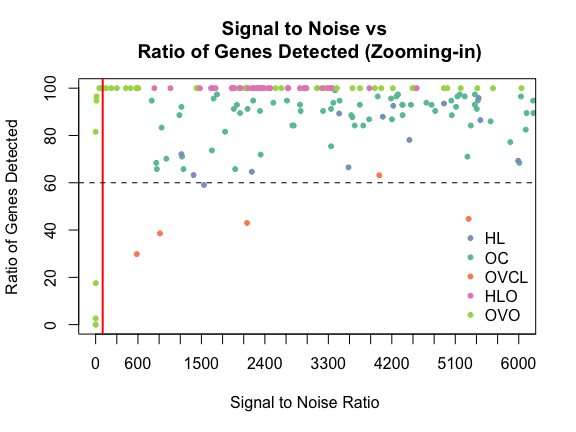 Signal to Noise vs
Ratio of Genes Detected (Zooming-in)
Ratio of Genes Detected
100
80
60
40
20
0
HL
OC
OVCL
HLO
OVO
0 600 1500 2400 3300 4200 5100 6000
Signal to Noise Ratio